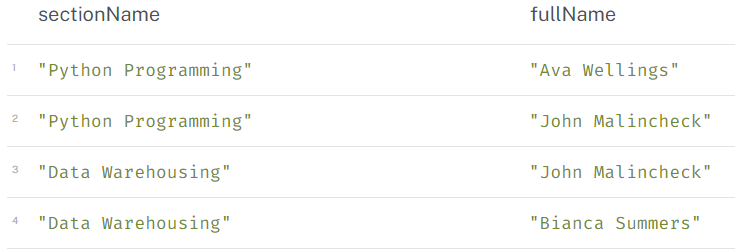 sectionName fullName
1 "Python Programming" "Ava Wellings"
2 "Python Programming" "John Malincheck"
3 "Data Warehousing" "John Malincheck"
4 "Data Warehousing" "Bianca Summers"